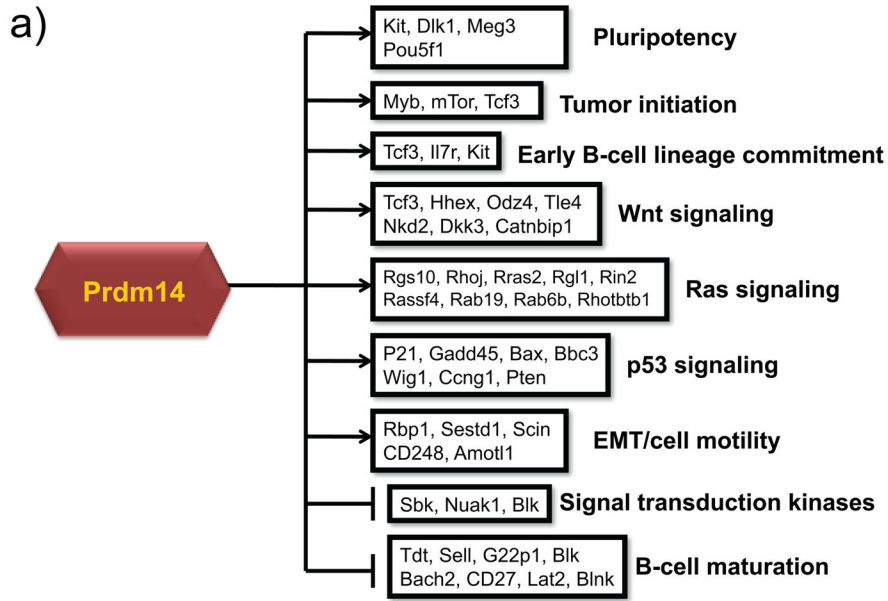 a)
Prdm14
Kit, Dlk1, Meg3
Pou5f1
Pluripotency
Myb, mTor, Tcf3
Tumor initiation
Tcf3, Il7r, Kit
Early B-cell lineage commitment
Tcf3, Hhex, Odz4, Tle4
Nkd2, Dkk3, Catnbip1
Wnt signaling
Rgs10, Rhoj, Rras2, Rgl1, Rin2
Rassf4, Rab19, Rab6b, Rhotbtb1
Ras signaling
P21, Gadd45, Bax, Bbc3
Wig1, Ccng1, Pten
p53 signaling
Rbp1, Sestd1, Scin
CD248, Amotl1
EMT/cell motility
Sbk, Nuak1, Blk
Signal transduction kinases
Tdt, Sell, G22p1, Blk
Bach2, CD27, Lat2, Blnk
B-cell maturation